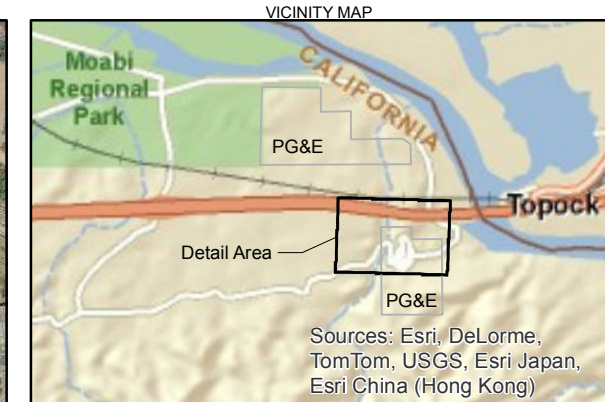 VICINITY MAP
Moabi
Regional
Park
CALIFORNIA
PG&E
Topock
Detail Area
PG&E
Sources: Esri, DeLorme,
TomTom, USGS, Esri Japan,
Esri China (Hong Kong)